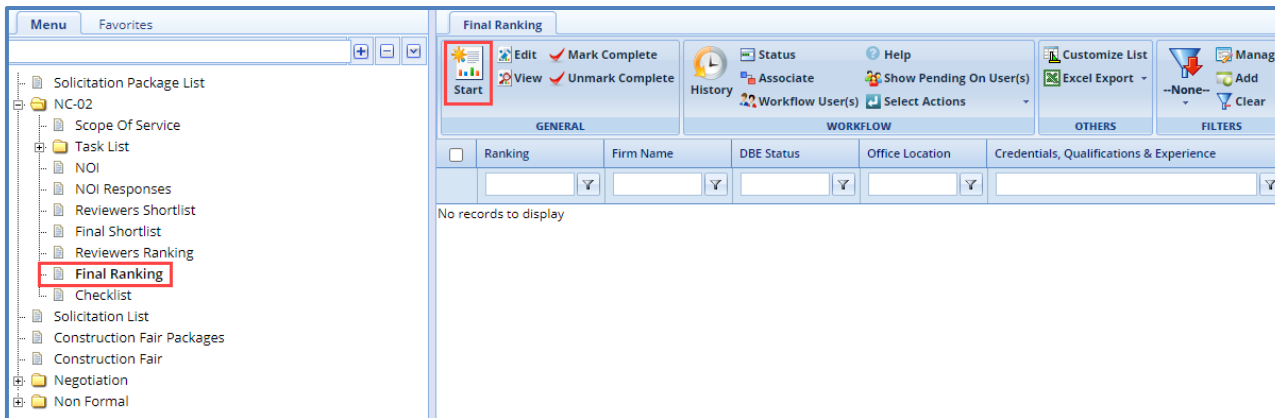 Menu Favorites
Solicitation Package List
NC-02
Scope Of Service
Task List
NOI
NOI Responses
Reviewers Shortlist
Final Shortlist
Reviewers Ranking
Final Ranking
Checklist
Solicitation List
Construction Fair Packages
Construction Fair
Negotiation
Non Formal
Final Ranking
Start
Edit Mark Complete
View Unmark Complete
GENERAL
History
Status Help
Associate Show Pending On User(s)
Workflow User(s) Select Actions
WORKFLOW
Customize List
Excel Export
OTHERS
--None--
Manag
Add
Clear
FILTERS
Ranking Firm Name DBE Status Office Location Credentials, Qualifications & Experience
No records to display